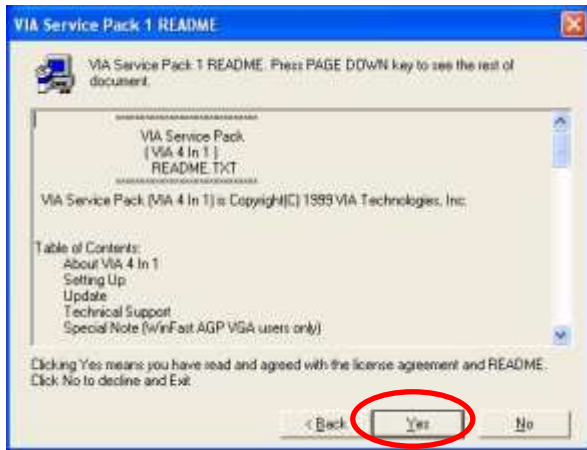 VIA Service Pack 1 README
VIA Service Pack 1 README. Press PAGE DOWN key to see the rest of
document.
==========================
VIA Service Pack
( VIA 4 In 1 )
README.TXT
==========================
VIA Service Pack (VIA 4 In 1) is Copyright(C) 1999 VIA Technologies, Inc.
Table of Contents:
About VIA 4 In 1
Setting Up
Update
Technical Support
Special Note (WinFast AGP VGA users only)
Clicking Yes means you have read and agreed with the license agreement and README.
Click No to decline and Exit
< Back
Yes
No